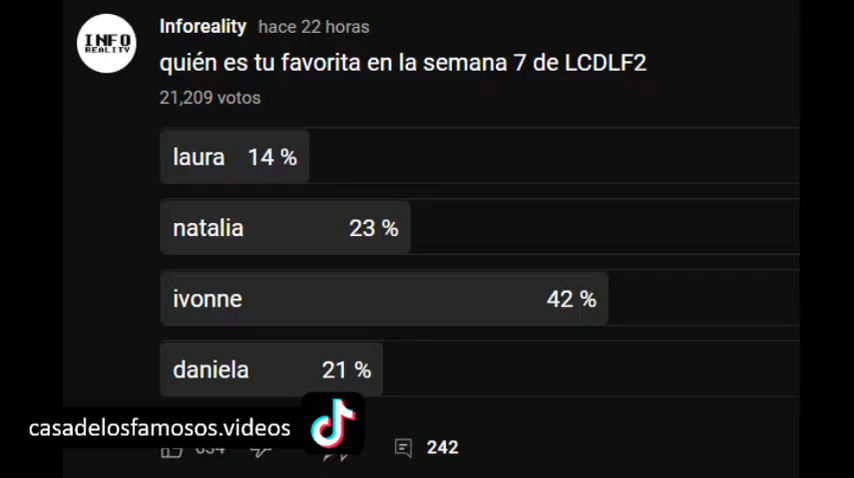 INFO
REALITY
Inforeality hace 22 horas
quién es tu favorita en la semana 7 de LCDLF2
21,209 votos
laura 14 %
natalia 23 %
ivonne 42 %
daniela 21 %
casadelosfamosos.videos
242